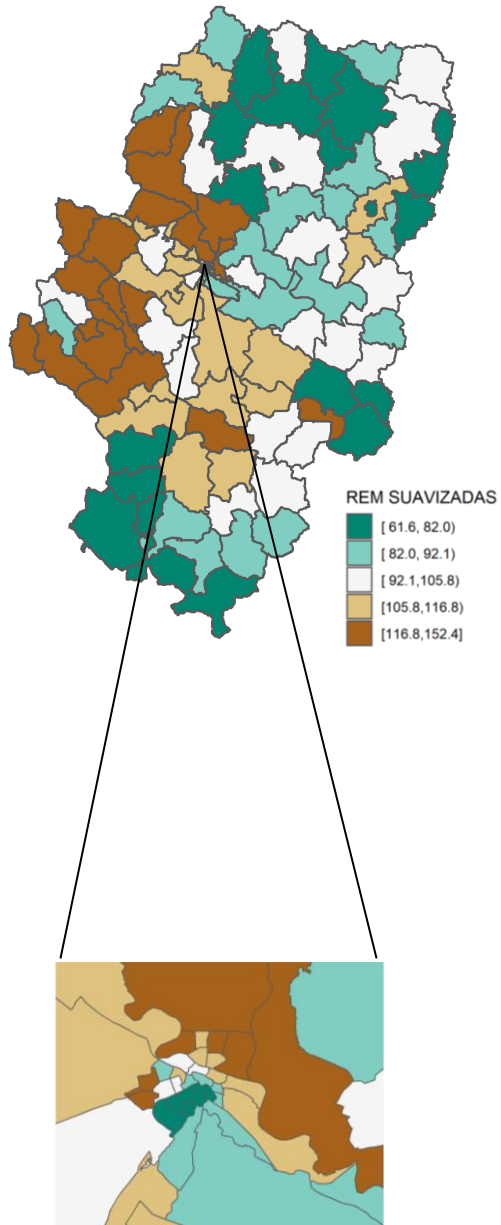 REM SUAVIZADAS
[ 61.6, 82.0)
[ 82.0, 92.1)
[ 92.1,105.8)
[105.8,116.8)
[116.8,152.4]